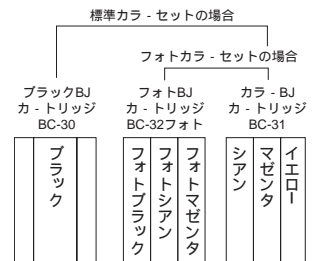 標準カラ - セットの場合
フォトカラ - セットの場合
ブラックBJ
カ - トリッジ
BC-30
フォトBJ
カ - トリッジ
BC-32フォト
カラ - BJ
カ - トリッジ
BC-31
ブラック
フォトブラック
フォトシアン
フォトマゼンタ
シアン
マゼンタ
イエロー